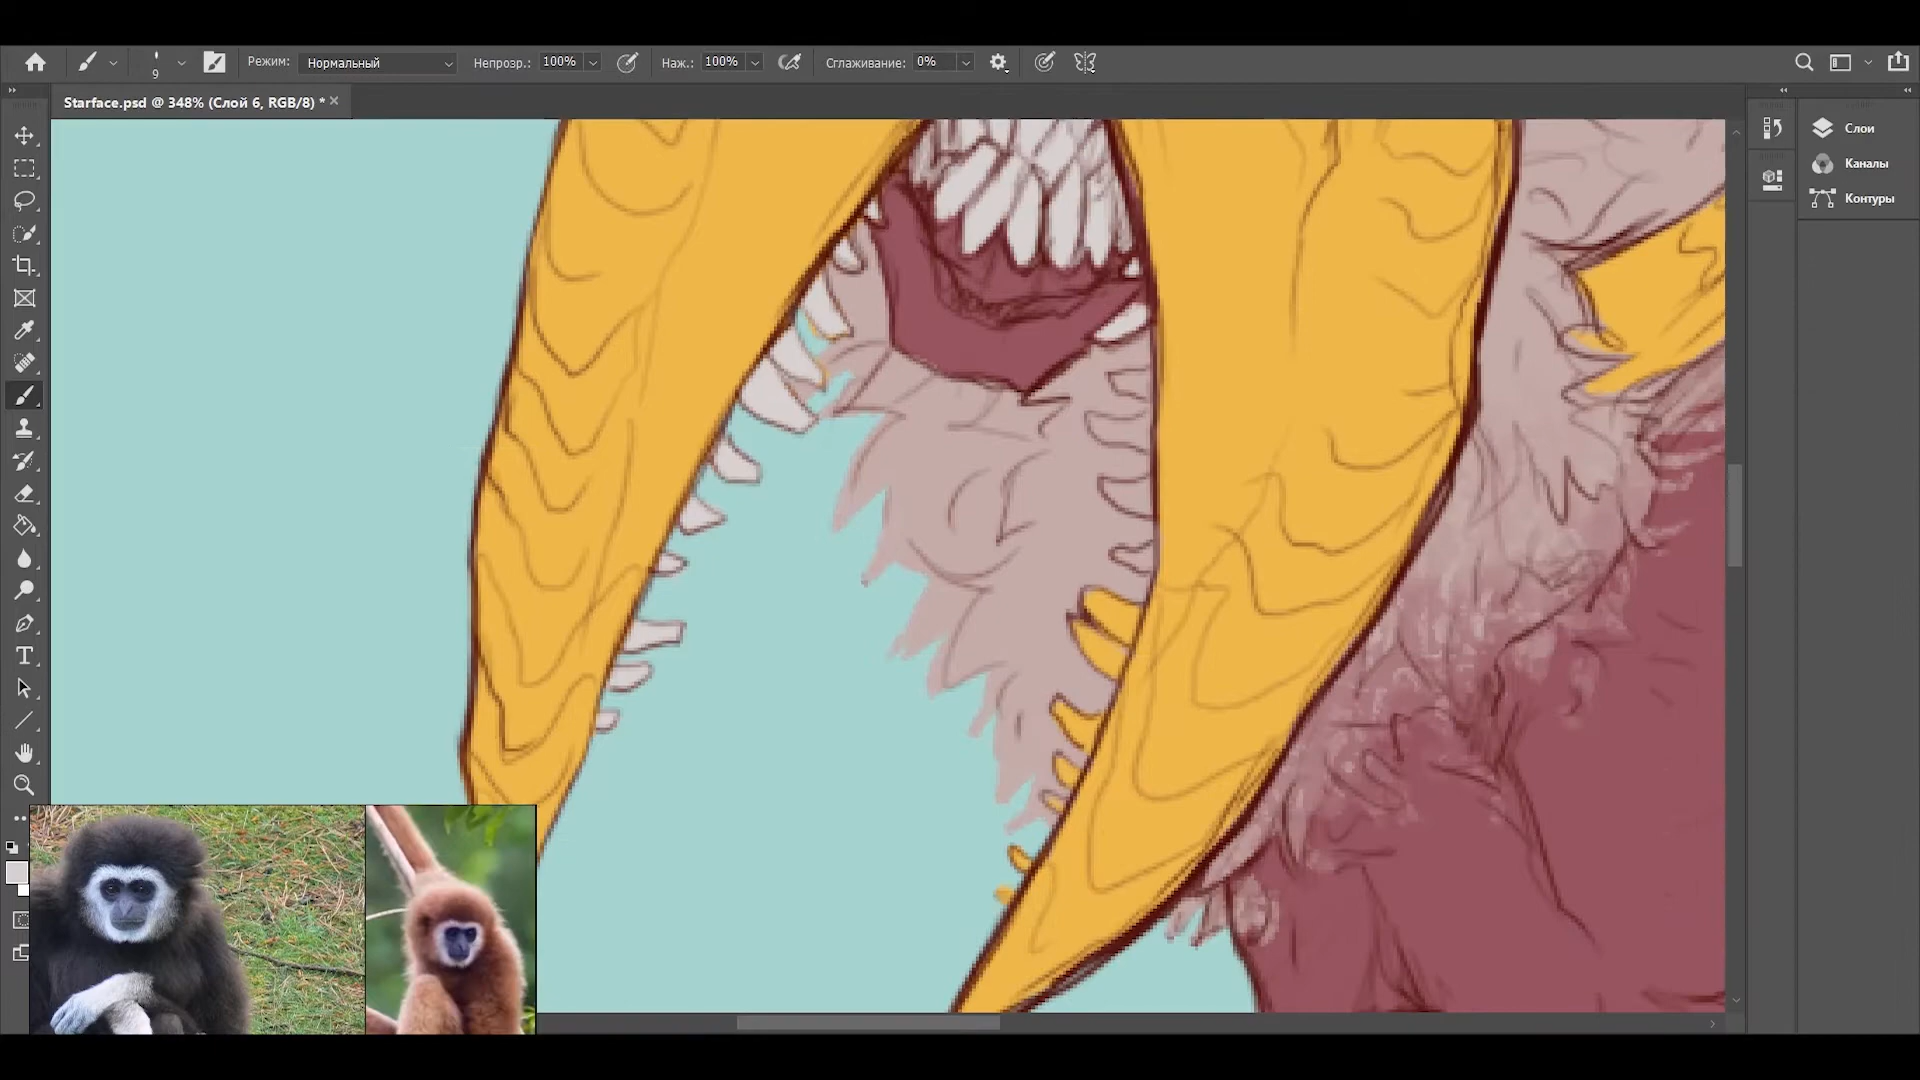 Режим: Нормальный Непрозр.: 100% Наж.: 100% Сглаживание: 0%
9
Starface.psd @ 348% (Слой 6, RGB/8) *
Слои
Каналы
Контуры